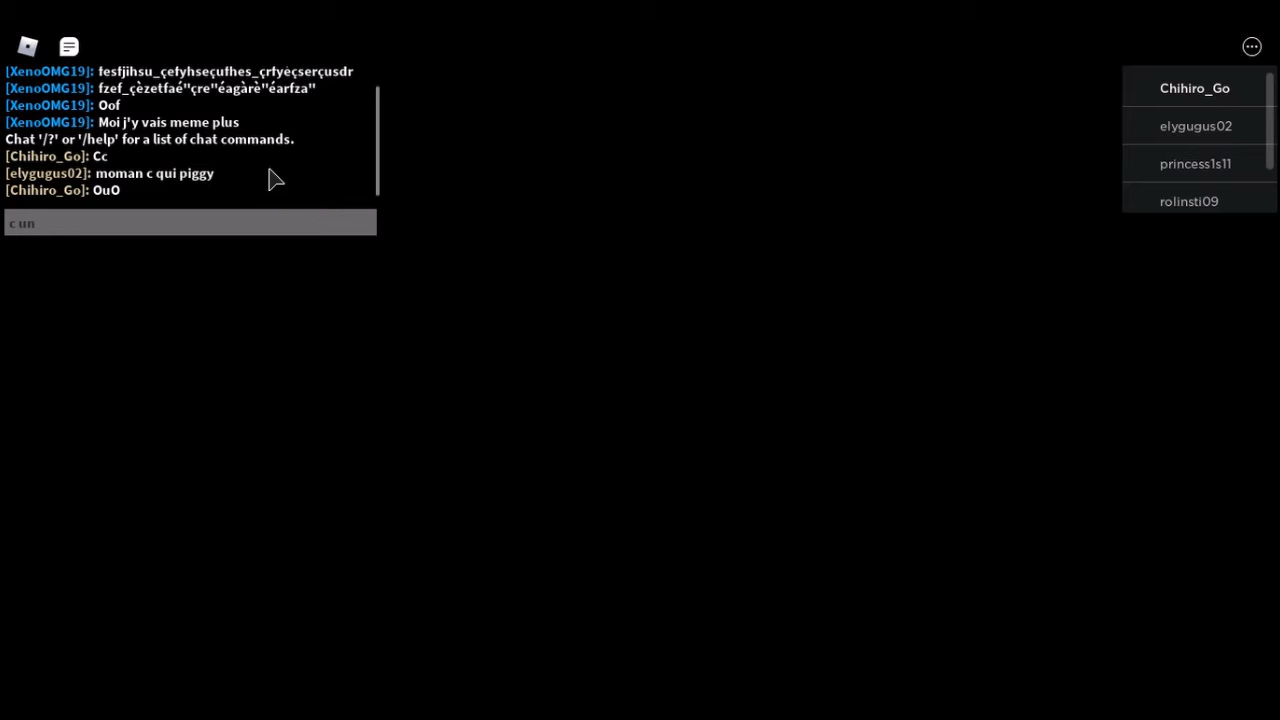 [XenoOMG19]: fesfjihsu_çefyhseçufhes_çrfyéçserçusdr
[XenoOMG19]: fzef_çèzetfaé"çre"éagàrè"éarfza"
[XenoOMG19]: Oof
[XenoOMG19]: Moi j'y vais meme plus
Chat '/?' or '/help' for a list of chat commands.
[Chihiro_Go]: Cc
[elygugus02]: moman c qui piggy
[Chihiro_Go]: OuO
c un
Chihiro_Go
elygugus02
princess1s11
rolinsti09